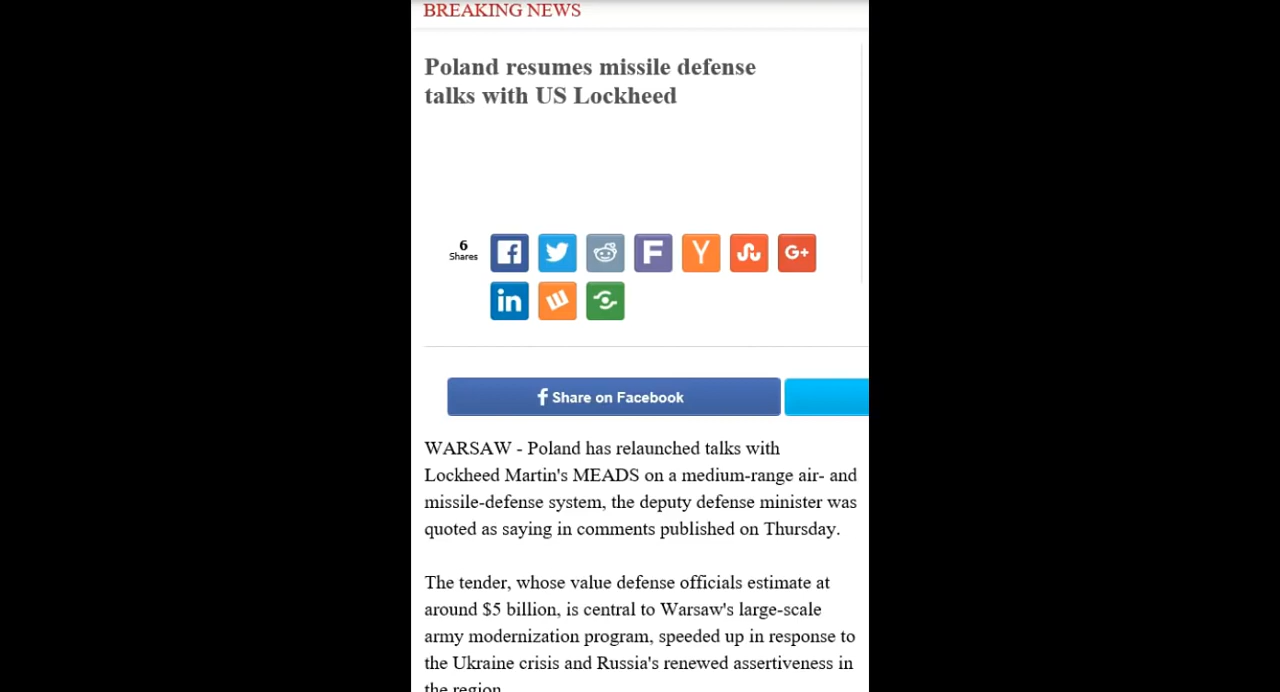 BREAKING NEWS
Poland resumes missile defense
talks with US Lockheed
6
Shares
F
Y
G+
in
f Share on Facebook
WARSAW - Poland has relaunched talks with
Lockheed Martin's MEADS on a medium-range air- and
missile-defense system, the deputy defense minister was
quoted as saying in comments published on Thursday.
The tender, whose value defense officials estimate at
around $5 billion, is central to Warsaw's large-scale
army modernization program, speeded up in response to
the Ukraine crisis and Russia's renewed assertiveness in
the region